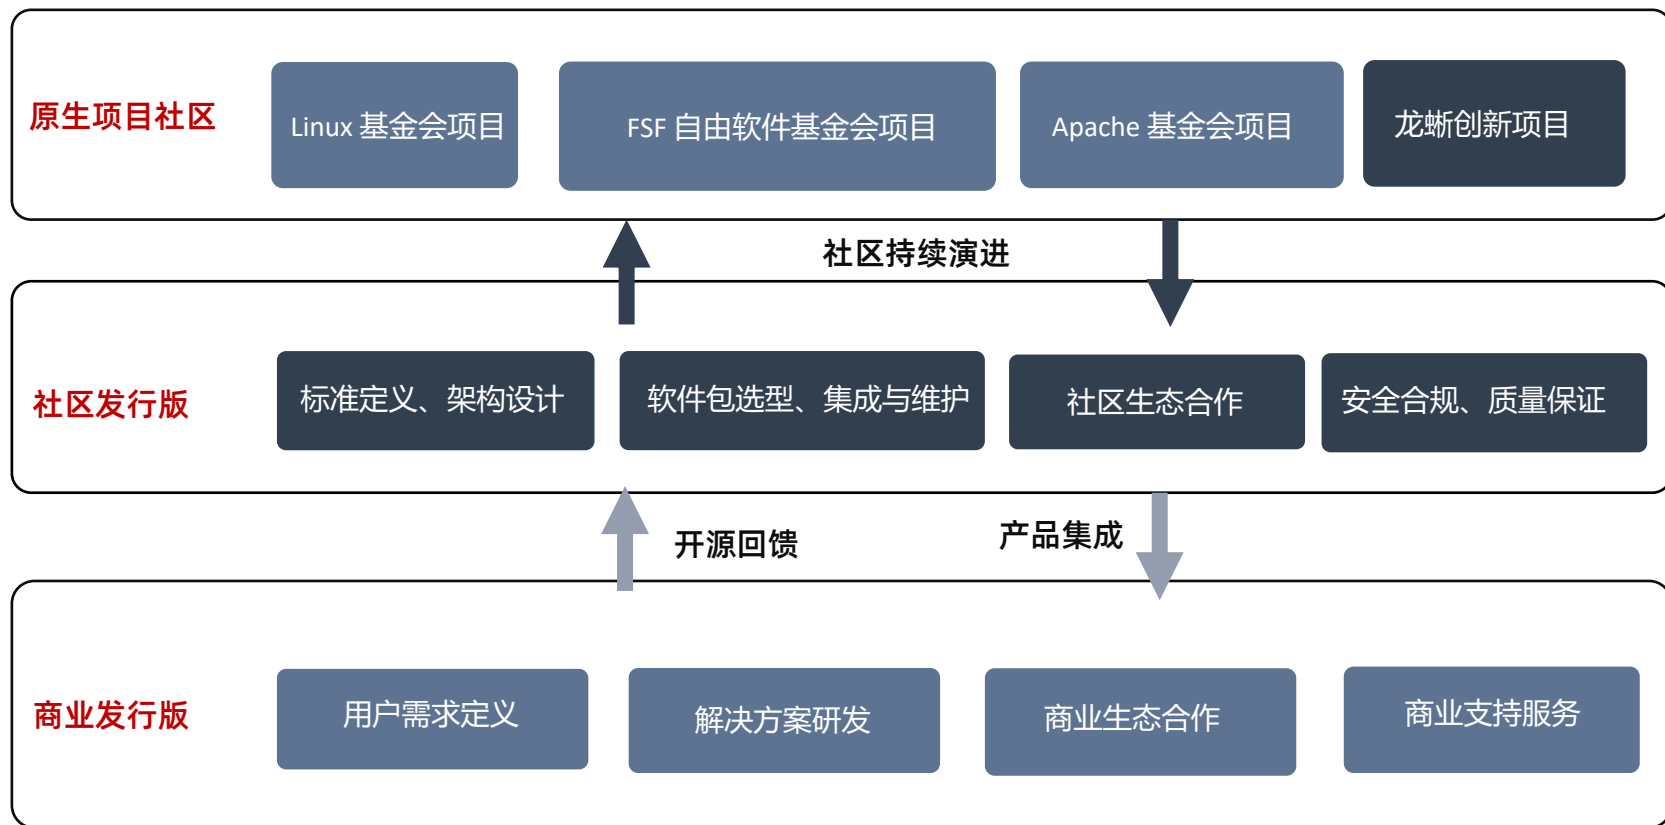 原生项目社区
Linux 基金会项目
FSF 自由软件基金会项目
Apache 基金会项目
龙蜥创新项目
社区持续演进
社区发行版
标准定义、架构设计
软件包选型、集成与维护
社区生态合作
安全合规、质量保证
开源回馈
产品集成
商业发行版
用户需求定义
解决方案研发
商业生态合作
商业支持服务